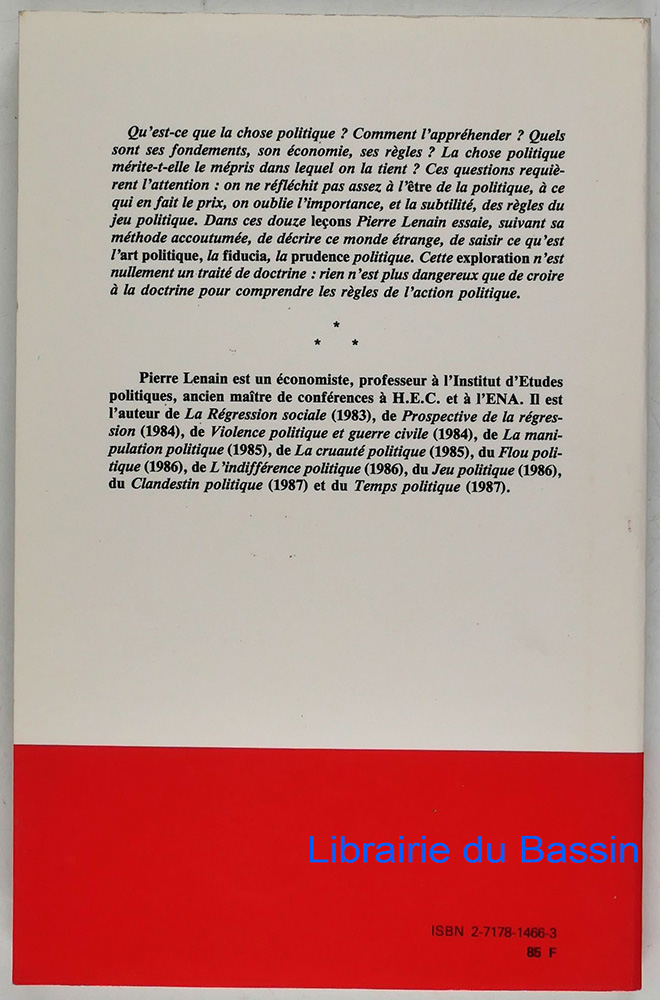 Qu'est-ce que la chose politique ? Comment l'appréhender ? Quels
sont ses fondements, son économie, ses règles ? La chose politique
mérite-t-elle le mépris dans lequel on la tient ? Ces questions requiè-
rent l'attention : on ne réfléchit pas assez à l'être de la politique, à ce
qui en fait le prix, on oublie l'importance, et la subtilité, des règles du
jeu politique. Dans ces douze leçons Pierre Lenain essaie, suivant sa
méthode accoutumée, de décrire ce monde étrange, de saisir ce qu'est
l'art politique, la fiducia, la prudence politique. Cette exploration n'est
nullement un traité de doctrine : rien n'est plus dangereux que de croire
à la doctrine pour comprendre les règles de l'action politique.
*
* *
Pierre Lenain est un économiste, professeur à l'Institut d'Etudes
politiques, ancien maître de conférences à H.E.C. et à l'ENA. Il est
l'auteur de La Régression sociale (1983), de Prospective de la régres-
sion (1984), de Violence politique et guerre civile (1984), de La mani-
pulation politique (1985), de La cruauté politique (1985), du Flou poli-
tique (1986), de L'indifférence politique (1986), du Jeu politique (1986),
du Clandestin politique (1987) et du Temps politique (1987).
Librairie du Bassin
ISBN 2-7178-1466-3
85 F